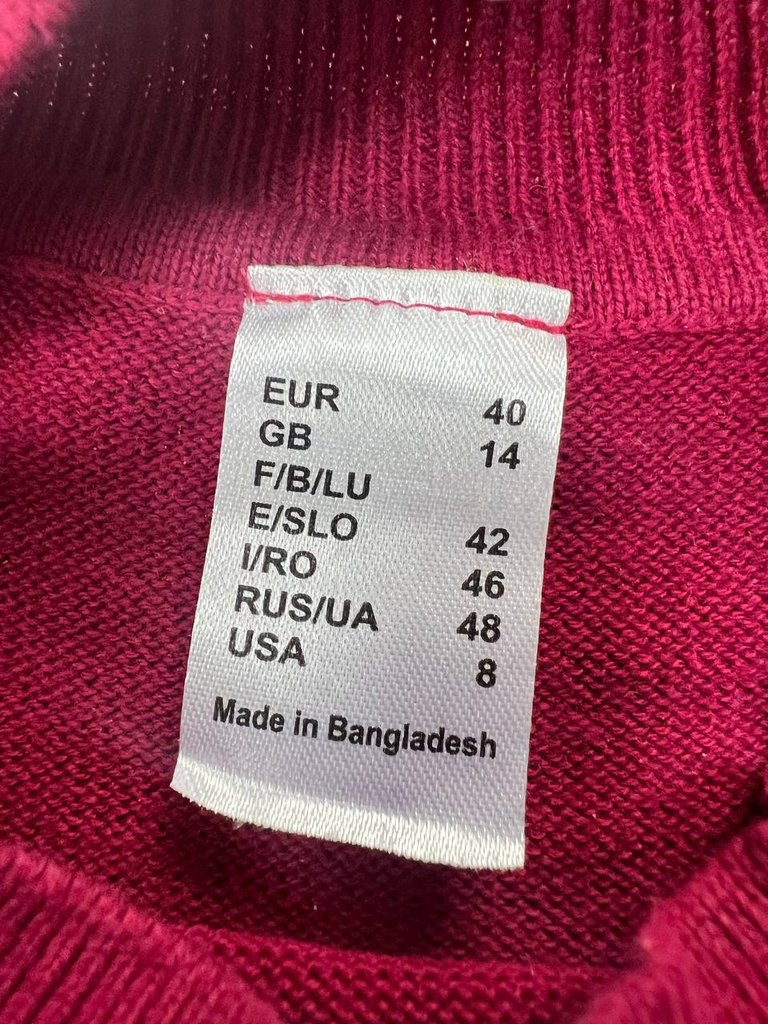 EUR 40
GB 14
F/B/LU
E/SLO 42
I/RO 46
RUS/UA 48
USA 8
Made in Bangladesh